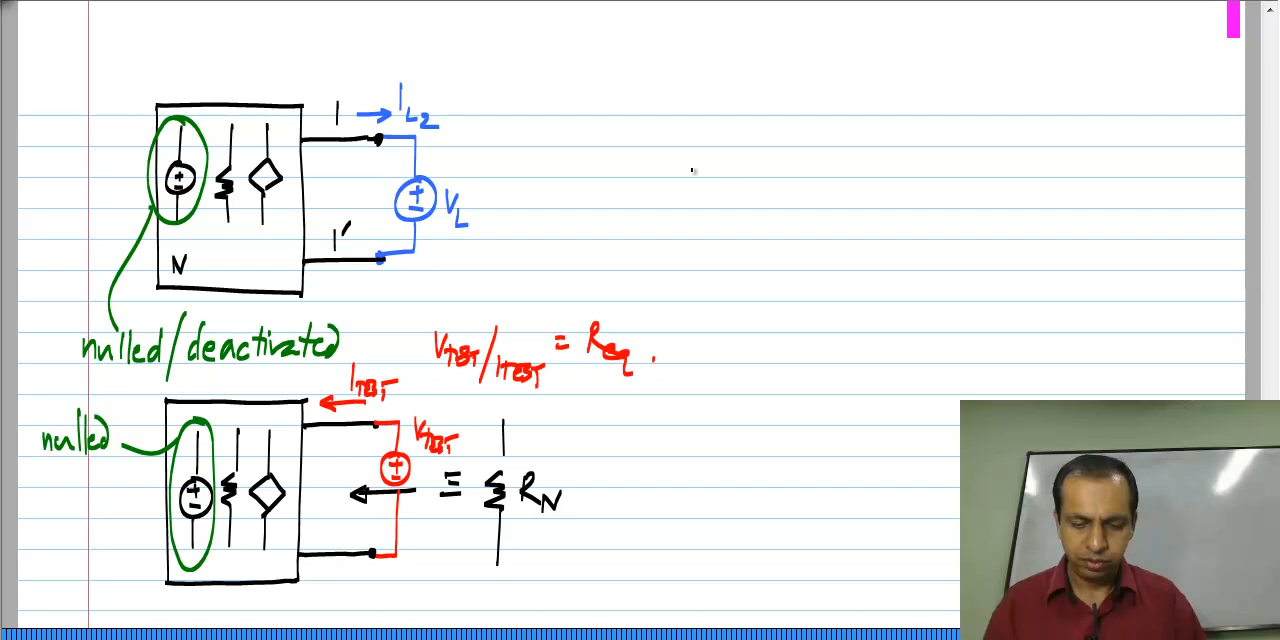 1 I_L2
+
−
+
−
V_L
1'
N
nulled/deactivated
V_TEST/I_TEST = R_eq.
I_TEST
nulled
V_TEST
+
−
+
−
≡ R_N